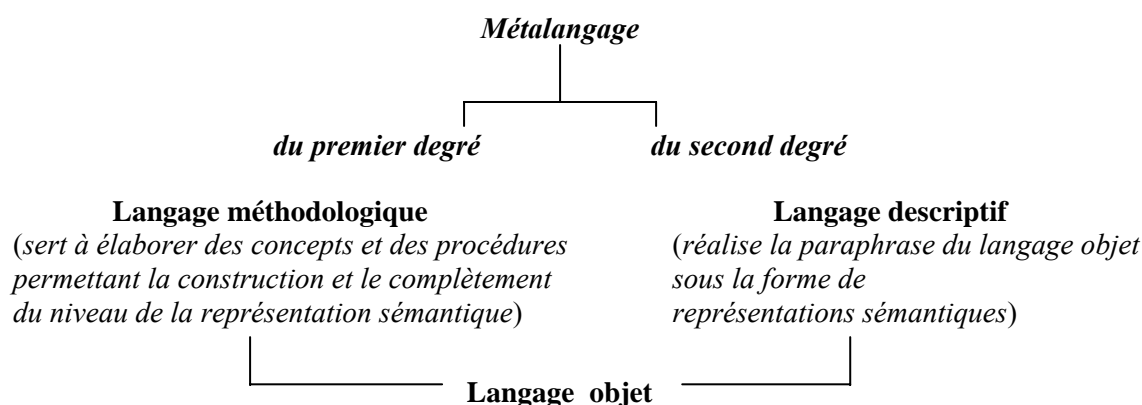 Métalangage
du premier degré
du second degré
Langage méthodologique
(sert à élaborer des concepts et des procédures
permettant la construction et le complètement
du niveau de la représentation sémantique)
Langage descriptif
(réalise la paraphrase du langage objet
sous la forme de
représentations sémantiques)
Langage objet